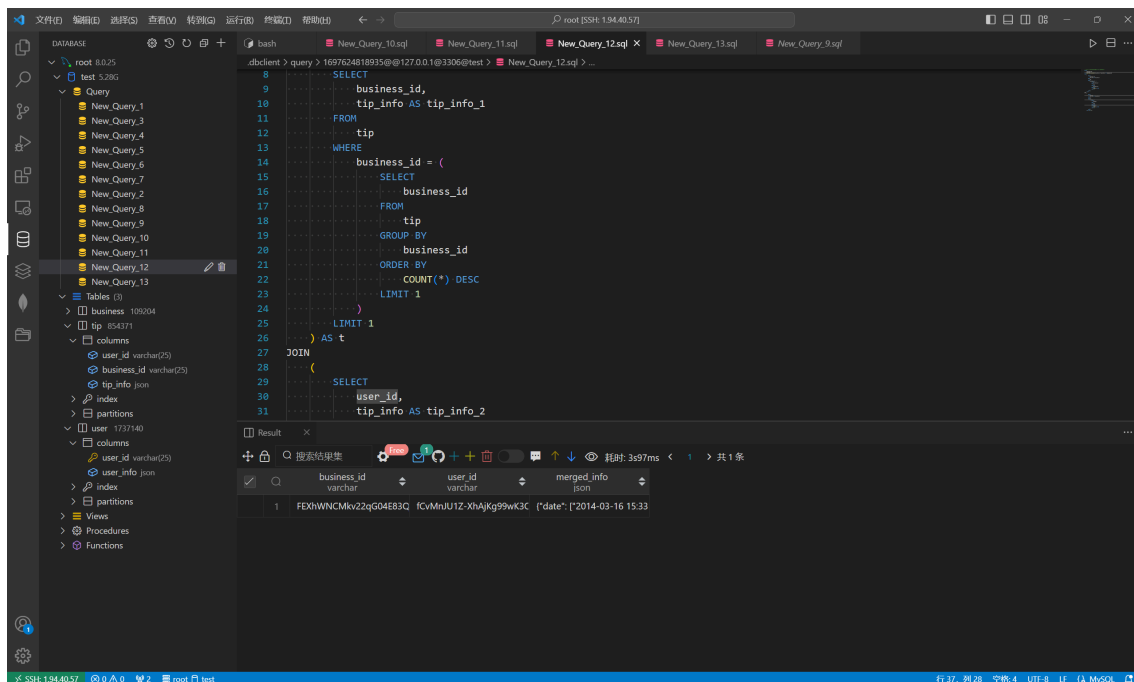 文件(F) 编辑(E) 选择(S) 查看(V) 转到(G) 运行(R) 终端(T) 帮助(H) root [SSH: 1.94.40.57]
DATABASE
root 8.0.25
test 5.28G
Query
New_Query_1
New_Query_3
New_Query_4
New_Query_5
New_Query_6
New_Query_7
New_Query_2
New_Query_8
New_Query_9
New_Query_10
New_Query_11
New_Query_12
New_Query_13
Tables (3)
business 109204
tip 854371
columns
user_id varchar(25)
business_id varchar(25)
tip_info json
index
partitions
user 1737140
columns
user_id varchar(25)
user_info json
index
partitions
Views
Procedures
Functions
bash New_Query_10.sql New_Query_11.sql New_Query_12.sql New_Query_13.sql New_Query_9.sql
.dbclient > query > 1697624818935@@127.0.0.1@3306@test > New_Query_12.sql > ...
8 SELECT
9 business_id,
10 tip_info AS tip_info_1
11 FROM
12 tip
13 WHERE
14 business_id = (
15 SELECT
16 business_id
17 FROM
18 tip
19 GROUP BY
20 business_id
21 ORDER BY
22 COUNT(*) DESC
23 LIMIT 1
24 )
25 LIMIT 1
26 ) AS t
27 JOIN
28 (
29 SELECT
30 user_id,
31 tip_info AS tip_info_2
Result
搜索结果集 Free 1 耗时: 3s97ms < 1 > 共1条
business_id user_id merged_info
varchar varchar json
1 FEXhWNCMkv22qG04E83Q fCvMnJU1Z-XhAjKg99wK3C {"date": ["2014-03-16 15:33
1
SSH: 1.94.40.57 0 0 2 root test 行 37，列 28 空格: 4 UTF-8 LF MySQL